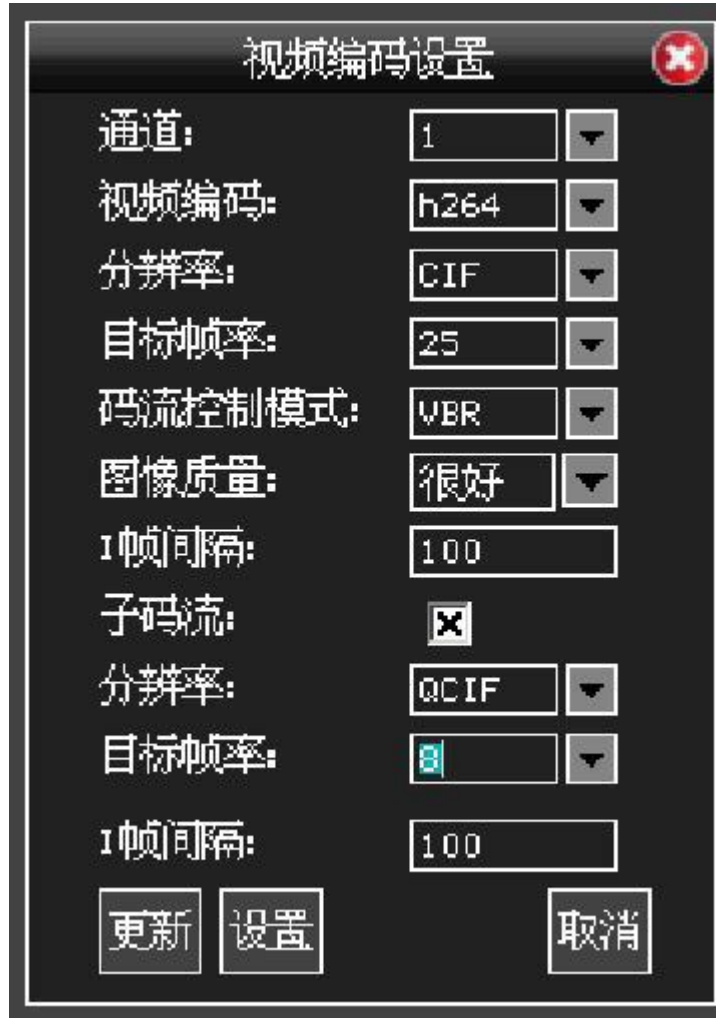 视频编码设置
通道: 1
视频编码: h264
分辨率: CIF
目标帧率: 25
码流控制模式: VBR
图像质量: 很好
I帧间隔: 100
子码流:
分辨率: QCIF
目标帧率: 8
I帧间隔: 100
更新 设置 取消